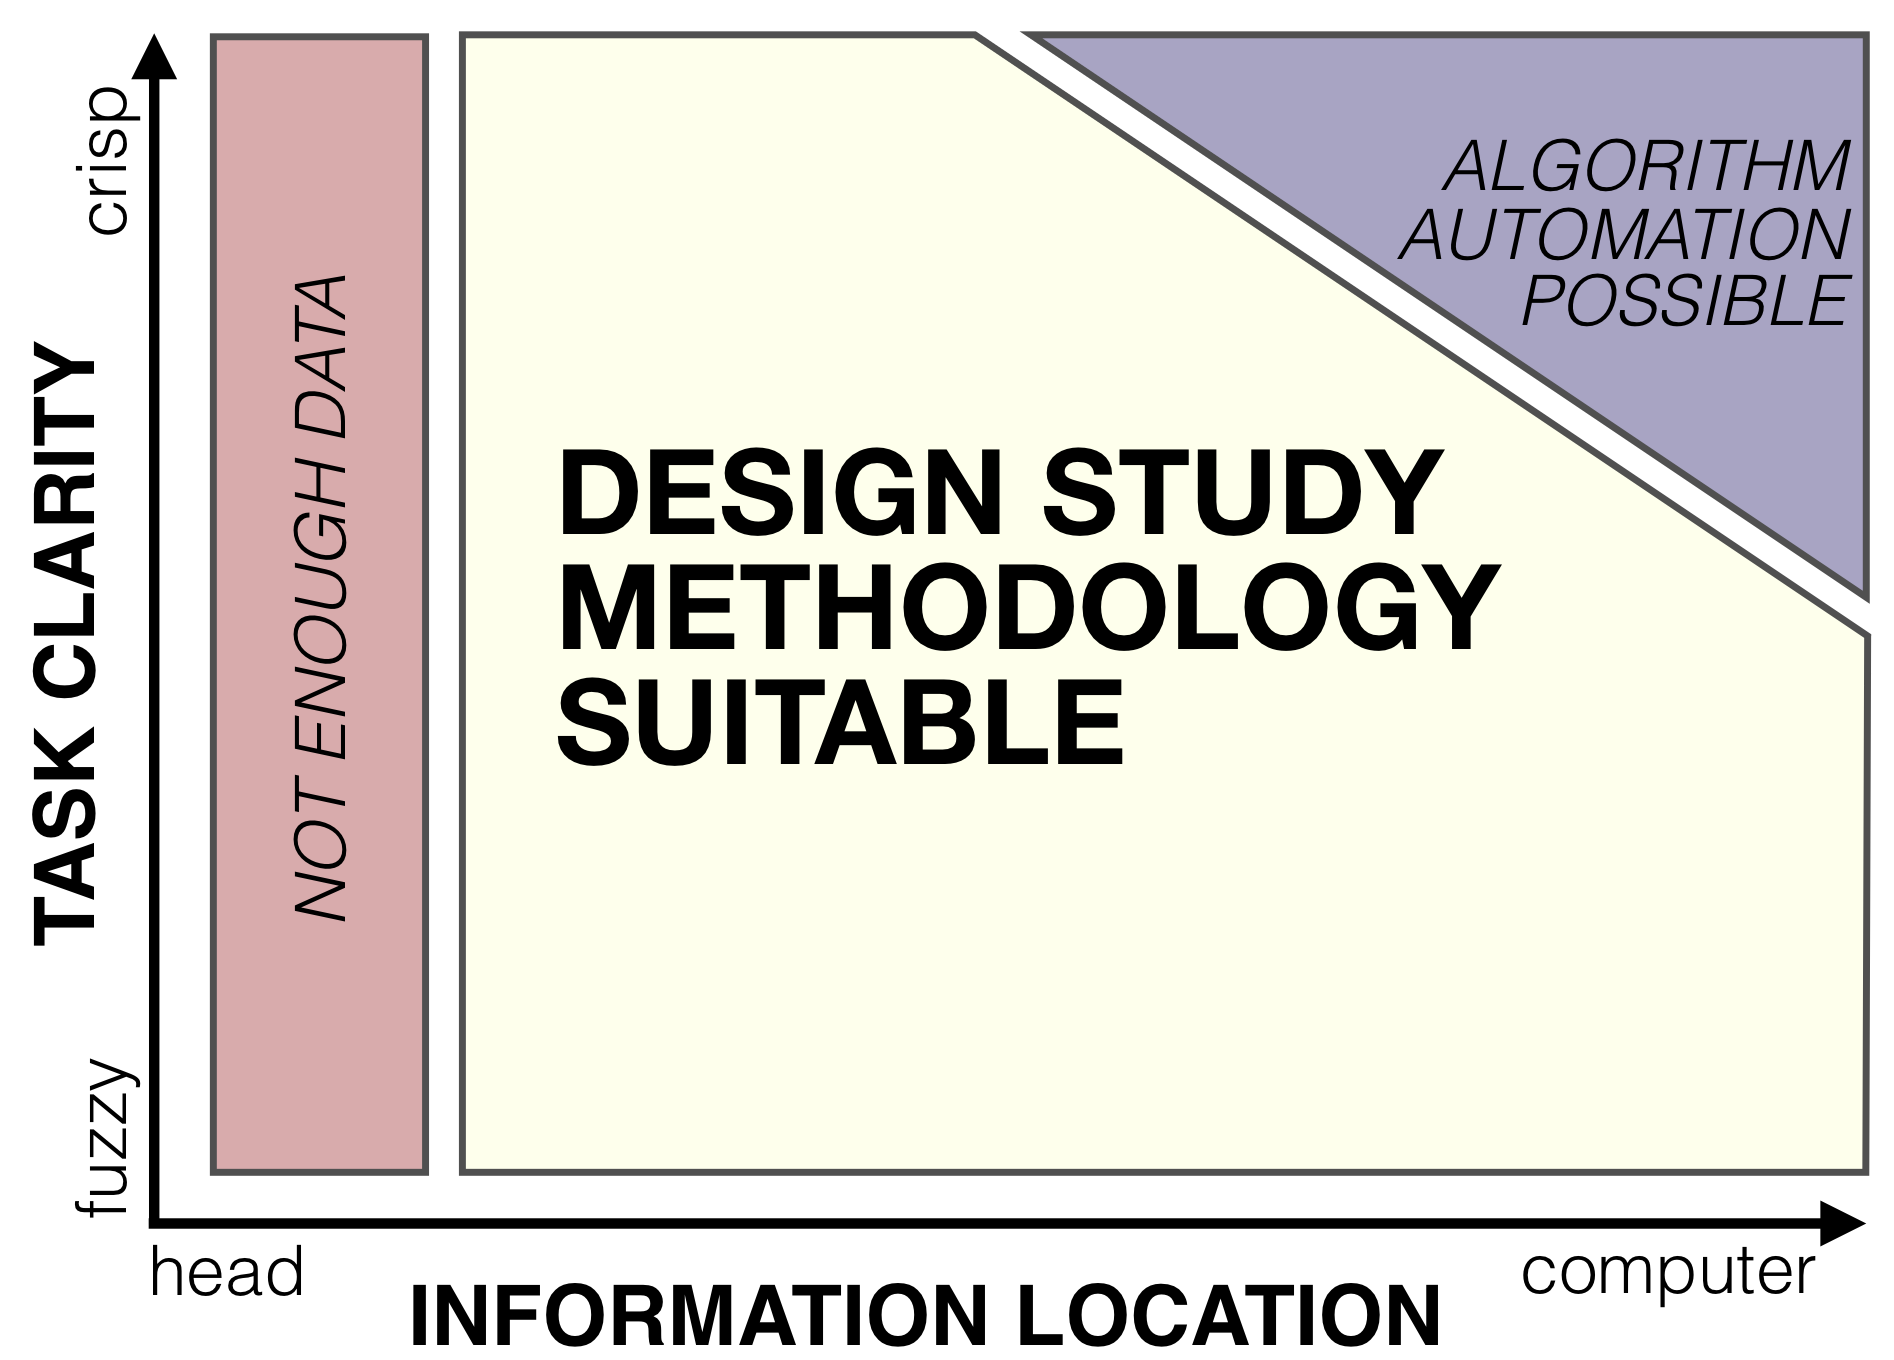 TASK CLARITY
crisp
fuzzy
NOT ENOUGH DATA
DESIGN STUDY
METHODOLOGY
SUITABLE
ALGORITHM
AUTOMATION
POSSIBLE
head
computer
INFORMATION LOCATION